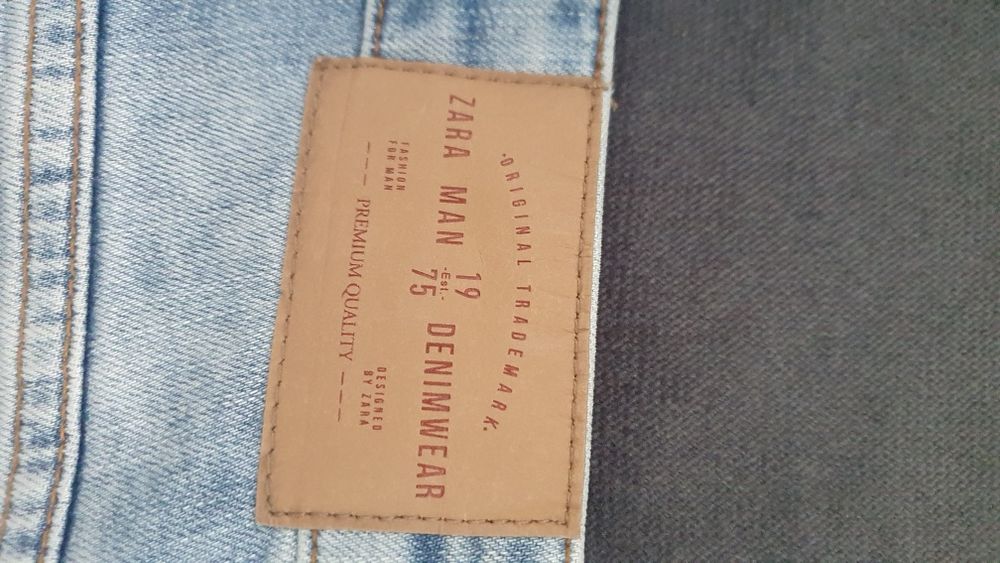 ·ORIGINAL TRADEMARK.
ZARA MAN 19 -Est.- 75 DENIMWEAR
FASHION
FOR MAN
DESIGNED
BY ZARA
--- PREMIUM QUALITY ---